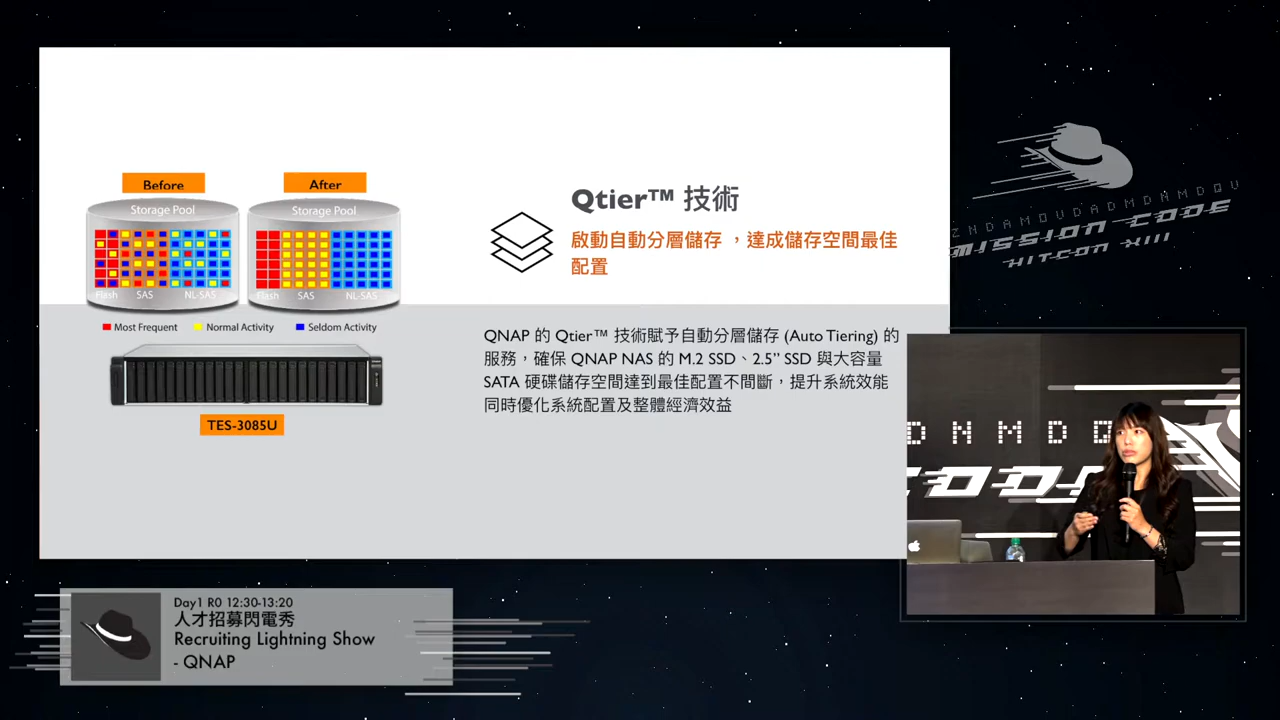 Before
After
Storage Pool
Storage Pool
Flash SAS NL-SAS
Flash SAS NL-SAS
Most Frequent Normal Activity Seldom Activity
TES-3085U
Qtier™ 技術
啟動自動分層儲存 ，達成儲存空間最佳
配置
QNAP 的 Qtier™ 技術賦予自動分層儲存 (Auto Tiering) 的
服務，確保 QNAP NAS 的 M.2 SSD、2.5” SSD 與大容量
SATA 硬碟儲存空間達到最佳配置不間斷，提升系統效能
同時優化系統配置及整體經濟效益
ZNDAMOUDADMDNMDQU
MISSION CODE
HITCON XIII
DNMDQ
CODE
Day1 R0 12:30-13:20
人才招募閃電秀
Recruiting Lightning Show
- QNAP